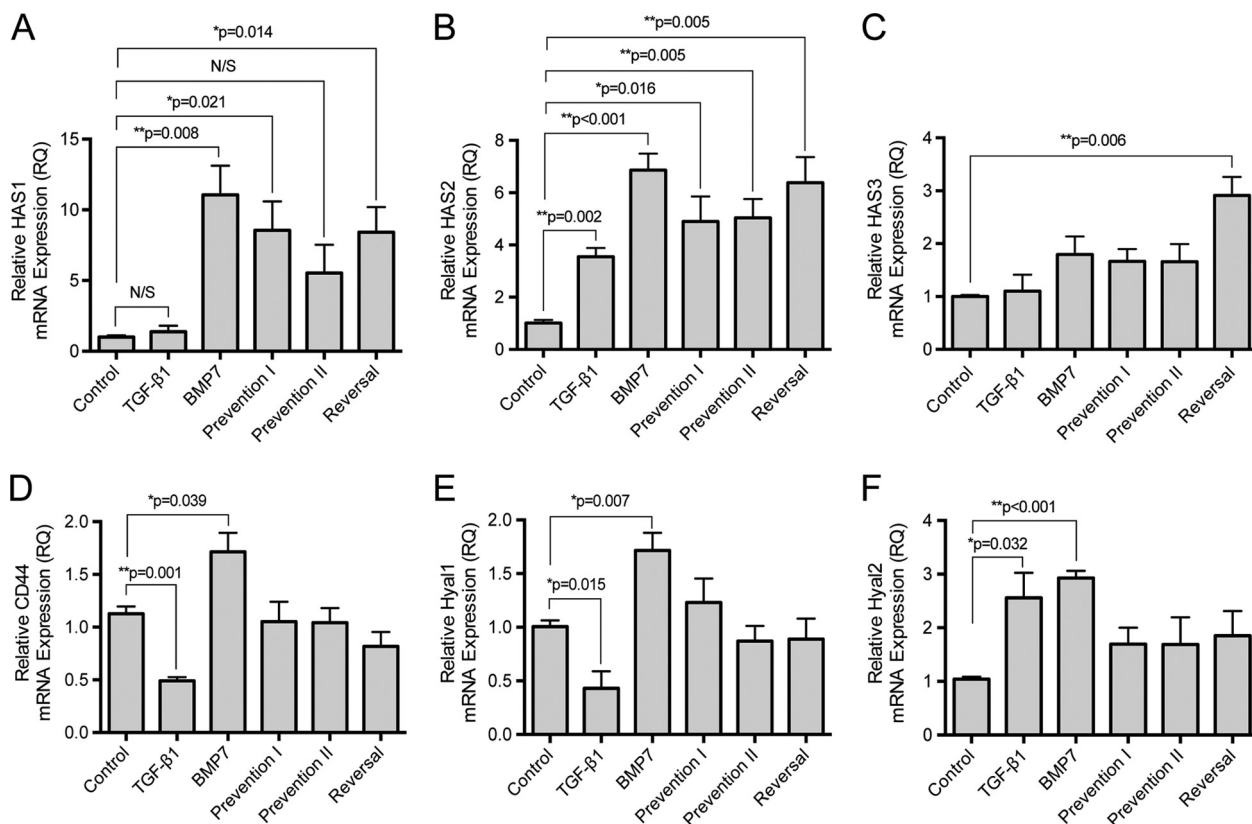 A
*p=0.014
N/S
*p=0.021
**p=0.008
N/S
Relative HAS1
mRNA Expression (RQ)
15
10
5
0
Control
TGF-β1
BMP7
Prevention I
Prevention II
Reversal
B
**p=0.005
**p=0.005
*p=0.016
**p<0.001
**p=0.002
Relative HAS2
mRNA Expression (RQ)
8
6
4
2
0
Control
TGF-β1
BMP7
Prevention I
Prevention II
Reversal
C
**p=0.006
Relative HAS3
mRNA Expression (RQ)
4
3
2
1
0
Control
TGF-β1
BMP7
Prevention I
Prevention II
Reversal
D
*p=0.039
**p=0.001
Relative CD44
mRNA Expression (RQ)
2.0
1.5
1.0
0.5
0.0
Control
TGF-β1
BMP7
Prevention I
Prevention II
Reversal
E
*p=0.007
*p=0.015
Relative Hyal1
mRNA Expression (RQ)
2.0
1.5
1.0
0.5
0.0
Control
TGF-β1
BMP7
Prevention I
Prevention II
Reversal
F
**p<0.001
*p=0.032
Relative Hyal2
mRNA Expression (RQ)
4
3
2
1
0
Control
TGF-β1
BMP7
Prevention I
Prevention II
Reversal